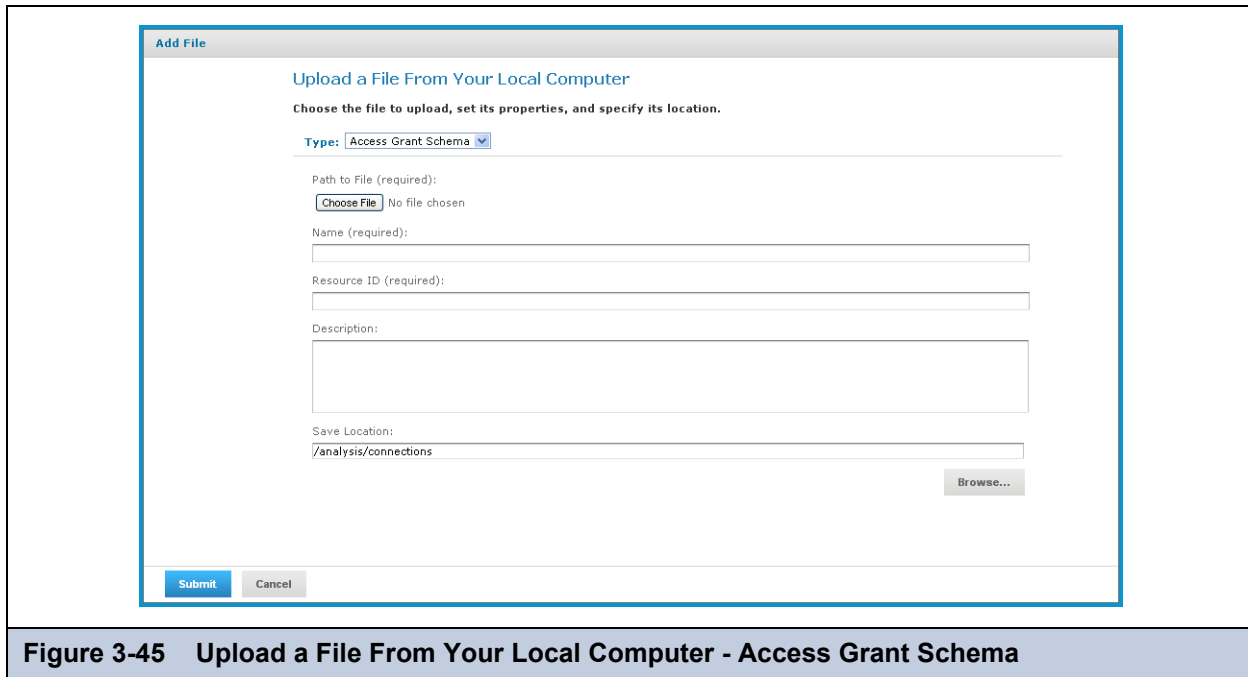 Add File
Upload a File From Your Local Computer
Choose the file to upload, set its properties, and specify its location.
Type: Access Grant Schema
Path to File (required):
Choose File No file chosen
Name (required):
Resource ID (required):
Description:
Save Location:
/analysis/connections
Browse...
Submit Cancel
Figure 3-45 Upload a File From Your Local Computer - Access Grant Schema